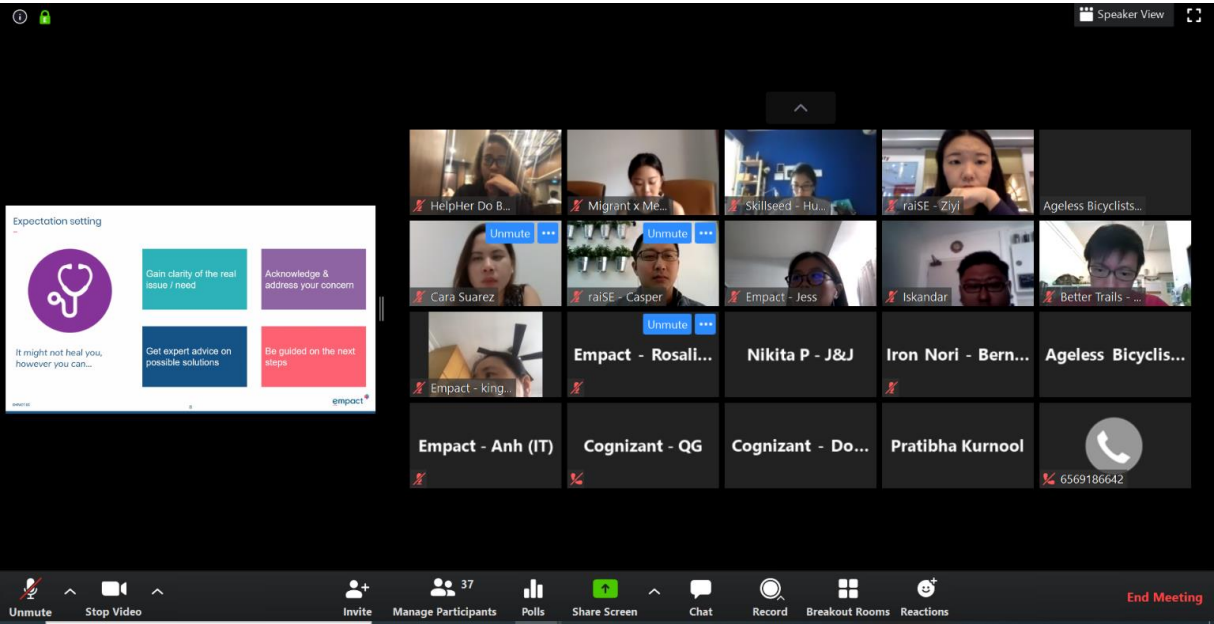 Speaker View
Expectation setting
Gain clarity of the real
issue / need
Acknowledge &
address your concern
It might not heal you,
however you can...
Get expert advice on
possible solutions
Be guided on the next
steps
empact
HelpHer Do B...
Migrant x Me...
Skillseed - Hu...
raiSE - Ziyi
Ageless Bicyclists...
Unmute
Unmute
Cara Suarez
raiSE - Casper
Empact - Jess
Iskandar
Better Trails - ...
Unmute
Empact - king...
Empact - Rosali...
Nikita P - J&J
Iron Nori - Bern...
Ageless Bicyclis...
Empact - Anh (IT)
Cognizant - QG
Cognizant - Do...
Pratibha Kurnool
6569186642
37
Unmute
Stop Video
Invite
Manage Participants
Polls
Share Screen
Chat
Record
Breakout Rooms
Reactions
End Meeting